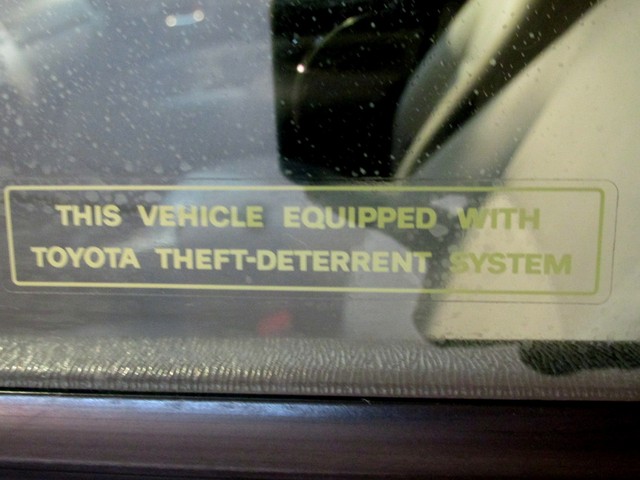 THIS VEHICLE EQUIPPED WITH
TOYOTA THEFT-DETERRENT SYSTEM